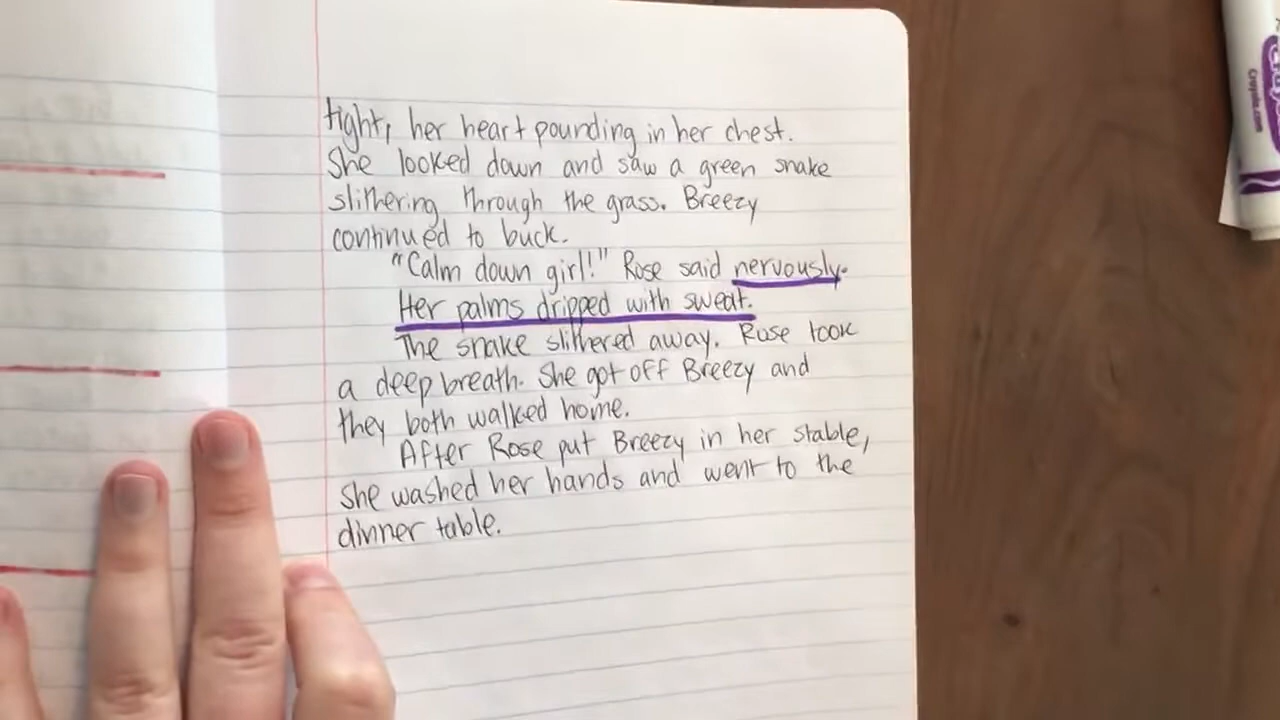 tight, her heart pounding in her chest.
She looked down and saw a green snake
slithering through the grass. Breezy
continued to buck.
"Calm down girl!" Rose said nervously.
Her palms dripped with sweat.
The snake slithered away. Rose took
a deep breath. She got off Breezy and
they both walked home.
After Rose put Breezy in her stable,
she washed her hands and went to the
dinner table.
Crayola.com